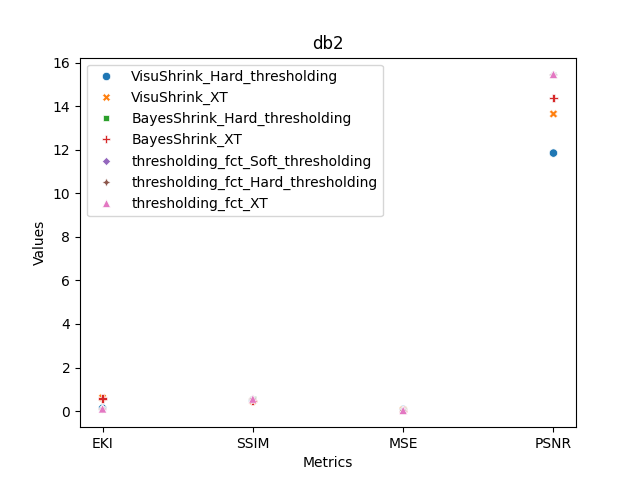 db2
16
14
12
10
8
6
4
2
0
Values
VisuShrink_Hard_thresholding
VisuShrink_XT
BayesShrink_Hard_thresholding
BayesShrink_XT
thresholding_fct_Soft_thresholding
thresholding_fct_Hard_thresholding
thresholding_fct_XT
EKI SSIM MSE PSNR
Metrics